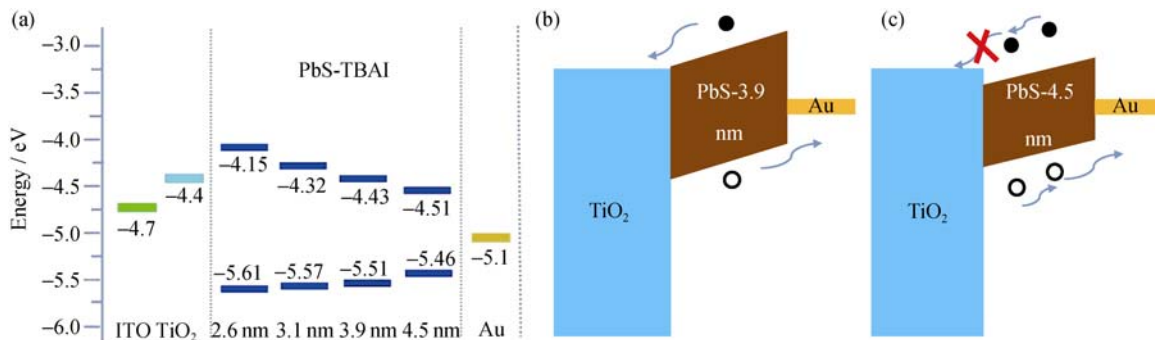 (a)
Energy / eV
−3.0
−3.5
−4.0
−4.5
−5.0
−5.5
−6.0
PbS-TBAI
−4.7
−4.4
−4.15
−4.32
−4.43
−4.51
−5.61
−5.57
−5.51
−5.46
−5.1
ITO TiO₂ 2.6 nm 3.1 nm 3.9 nm 4.5 nm Au
(b)
PbS-3.9
nm
Au
TiO₂
(c)
PbS-4.5
nm
Au
TiO₂